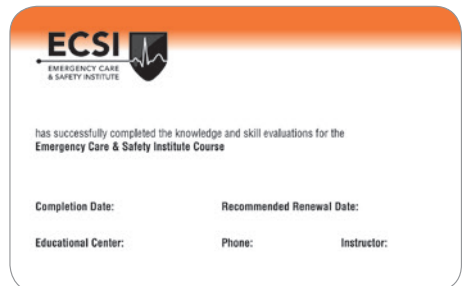 ECSI
EMERGENCY CARE
& SAFETY INSTITUTE
has successfully completed the knowledge and skill evaluations for the
Emergency Care & Safety Institute Course
Completion Date: Recommended Renewal Date:
Educational Center: Phone: Instructor: